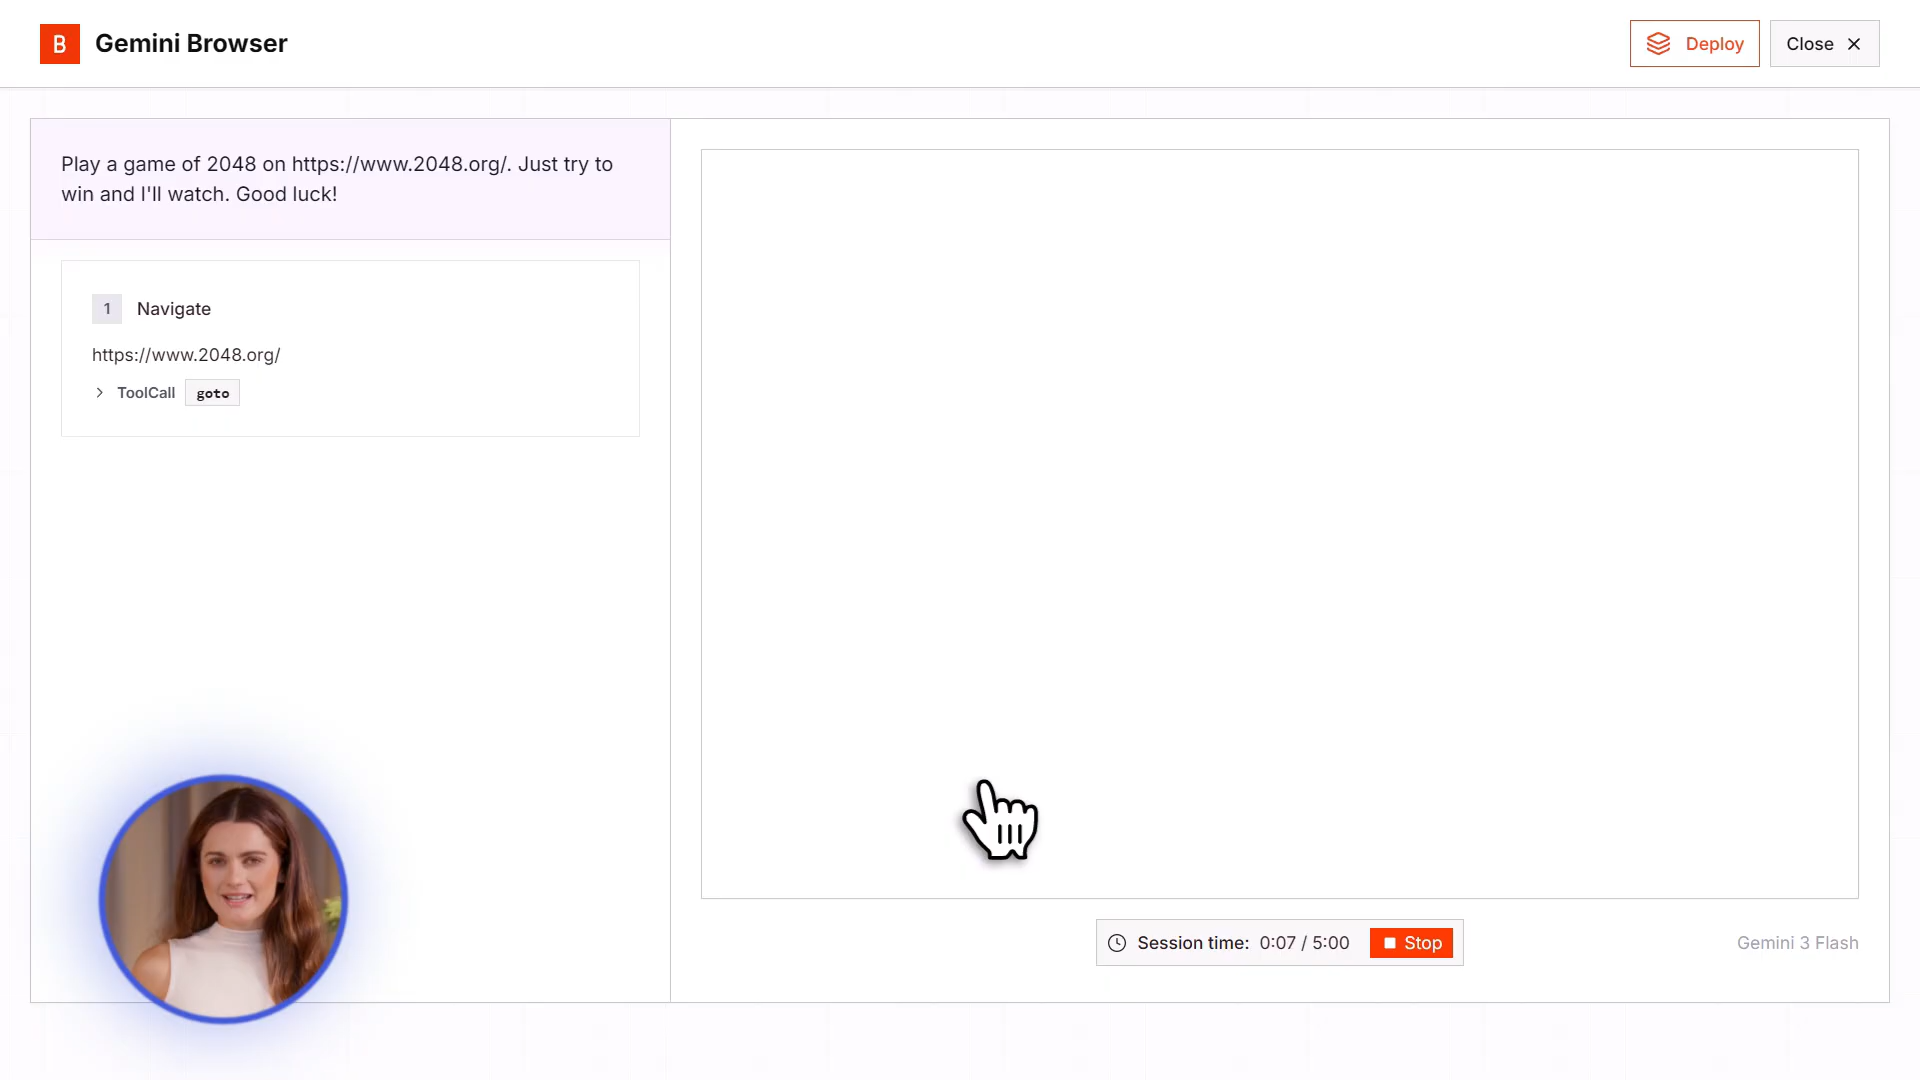 B Gemini Browser
Deploy
Close
Play a game of 2048 on https://www.2048.org/. Just try to
win and I'll watch. Good luck!
1 Navigate
https://www.2048.org/
ToolCall goto
Session time: 0:07 / 5:00
Stop
Gemini 3 Flash